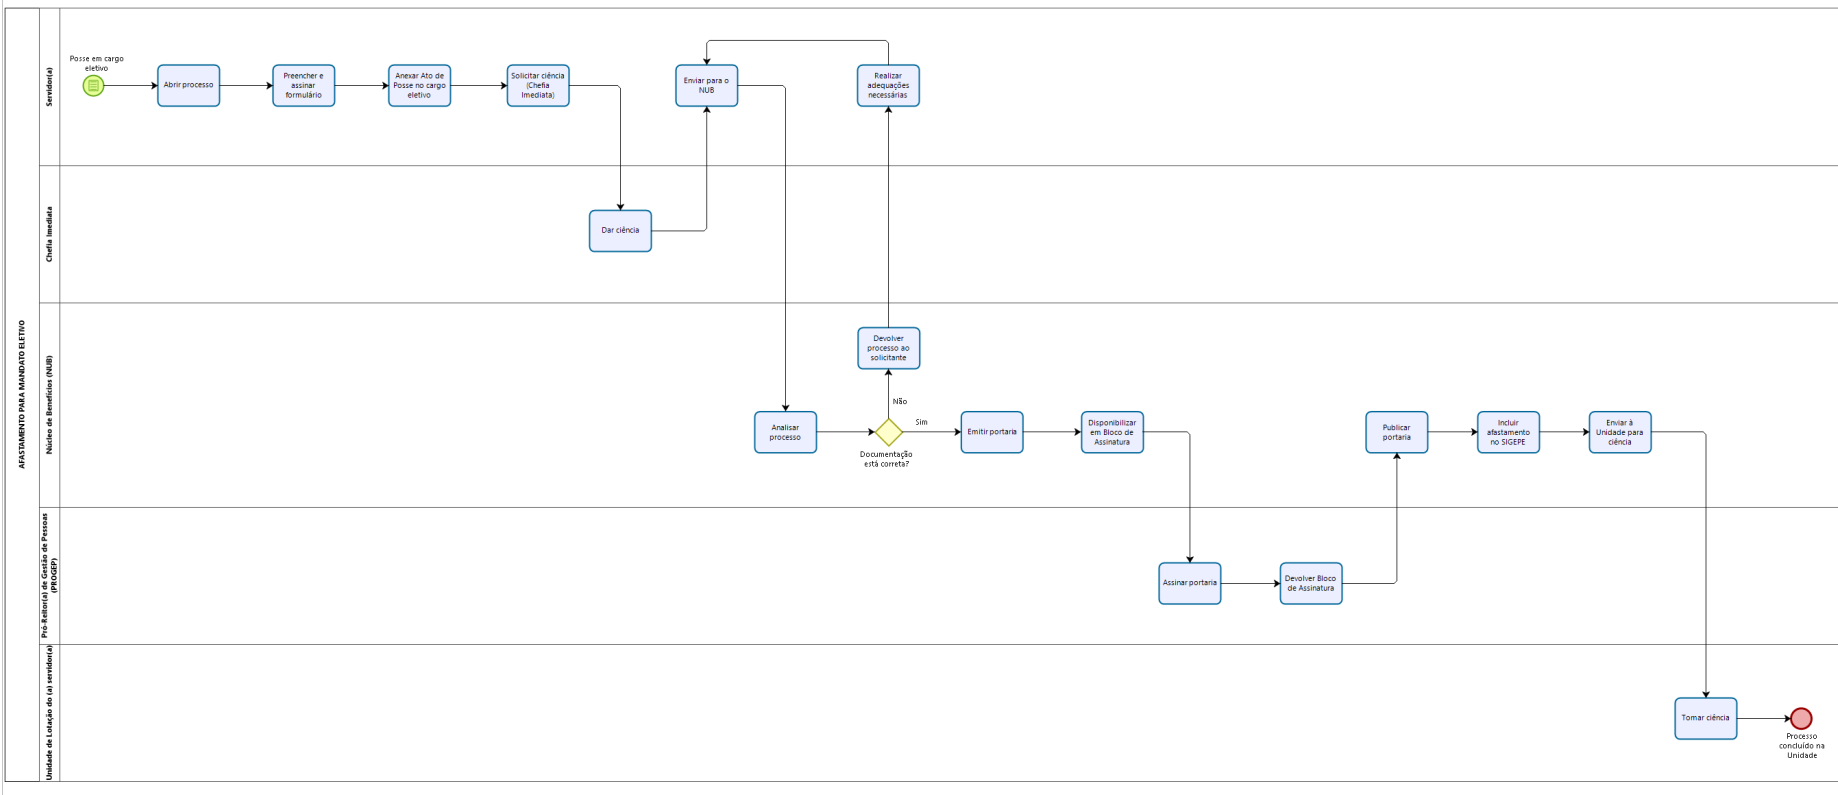 AFASTAMENTO PARA MANDATO ELETIVO
Servidor(a)
Posse em cargo
eletivo
Abrir processo
Preencher e
assinar
formulário
Anexar Ato de
Posse no cargo
eletivo
Solicitar ciência
(Chefia
Imediata)
Enviar para o
NUB
Realizar
adequações
necessárias
Chefia Imediata
Dar ciência
Núcleo de Benefícios (NUB)
Devolver
processo ao
solicitante
Não
Analisar
processo
Documentação
está correta?
Sim
Emitir portaria
Disponibilizar
em Bloco de
Assinatura
Publicar
portaria
Incluir
afastamento
no SIGEPE
Enviar à
Unidade para
ciência
Pró-Reitor(a) de Gestão de Pessoas
(PROGEP)
Assinar portaria
Devolver Bloco
de Assinatura
Unidade de Lotação do (a) servidor(a)
Tomar ciência
Processo
concluído na
Unidade